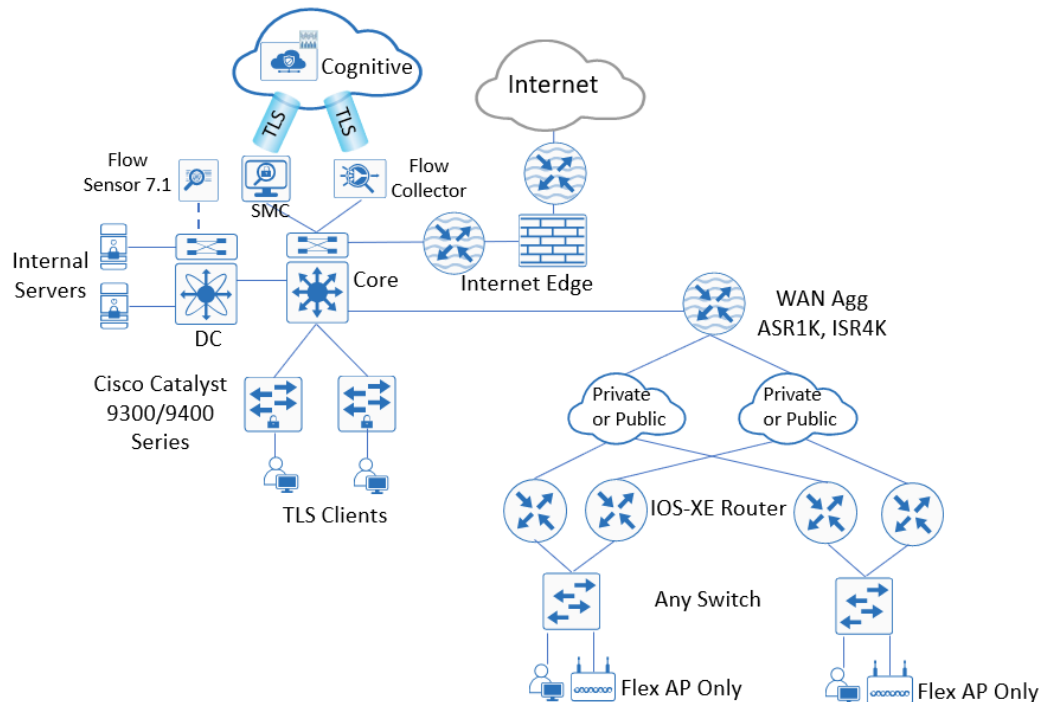 Cognitive
Internet
TLS
TLS
Flow
Sensor 7.1
SMC
Flow
Collector
Internal
Servers
DC
Core
Internet Edge
WAN Agg
ASR1K, ISR4K
Cisco Catalyst
9300/9400
Series
Private
or Public
Private
or Public
TLS Clients
IOS-XE Router
Any Switch
Flex AP Only
Flex AP Only